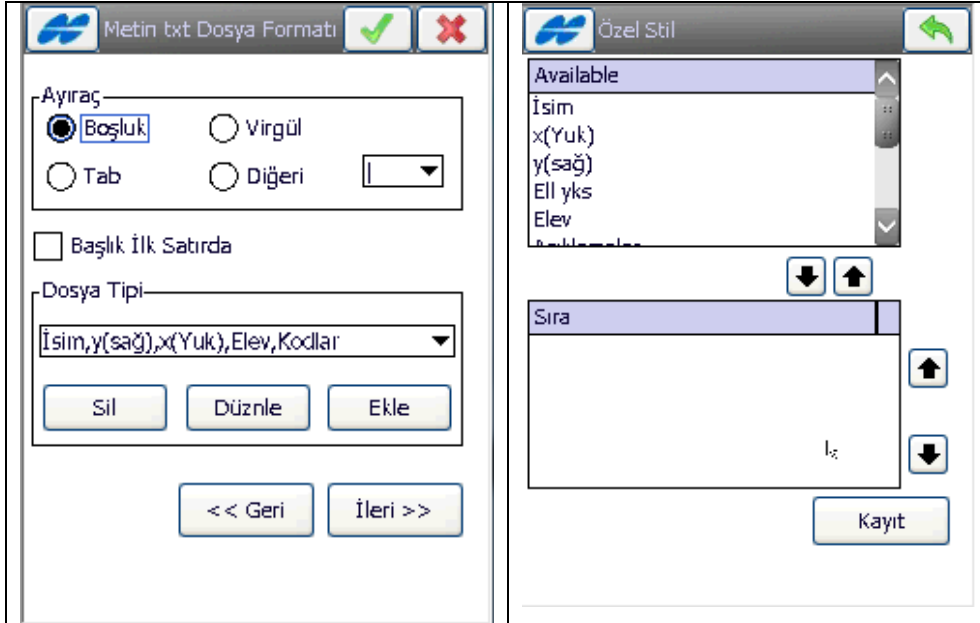 Metin txt Dosya Formatı
Ayıraç
Boşluk
Virgül
Tab
Diğeri
|
Başlık İlk Satırda
Dosya Tipi
İsim,y(sağ),x(Yuk),Elev,Kodlar
Sil
Düznle
Ekle
<< Geri
İleri >>
Özel Stil
Available
İsim
x(Yuk)
y(sağ)
Ell yks
Elev
Sıra
Kayıt